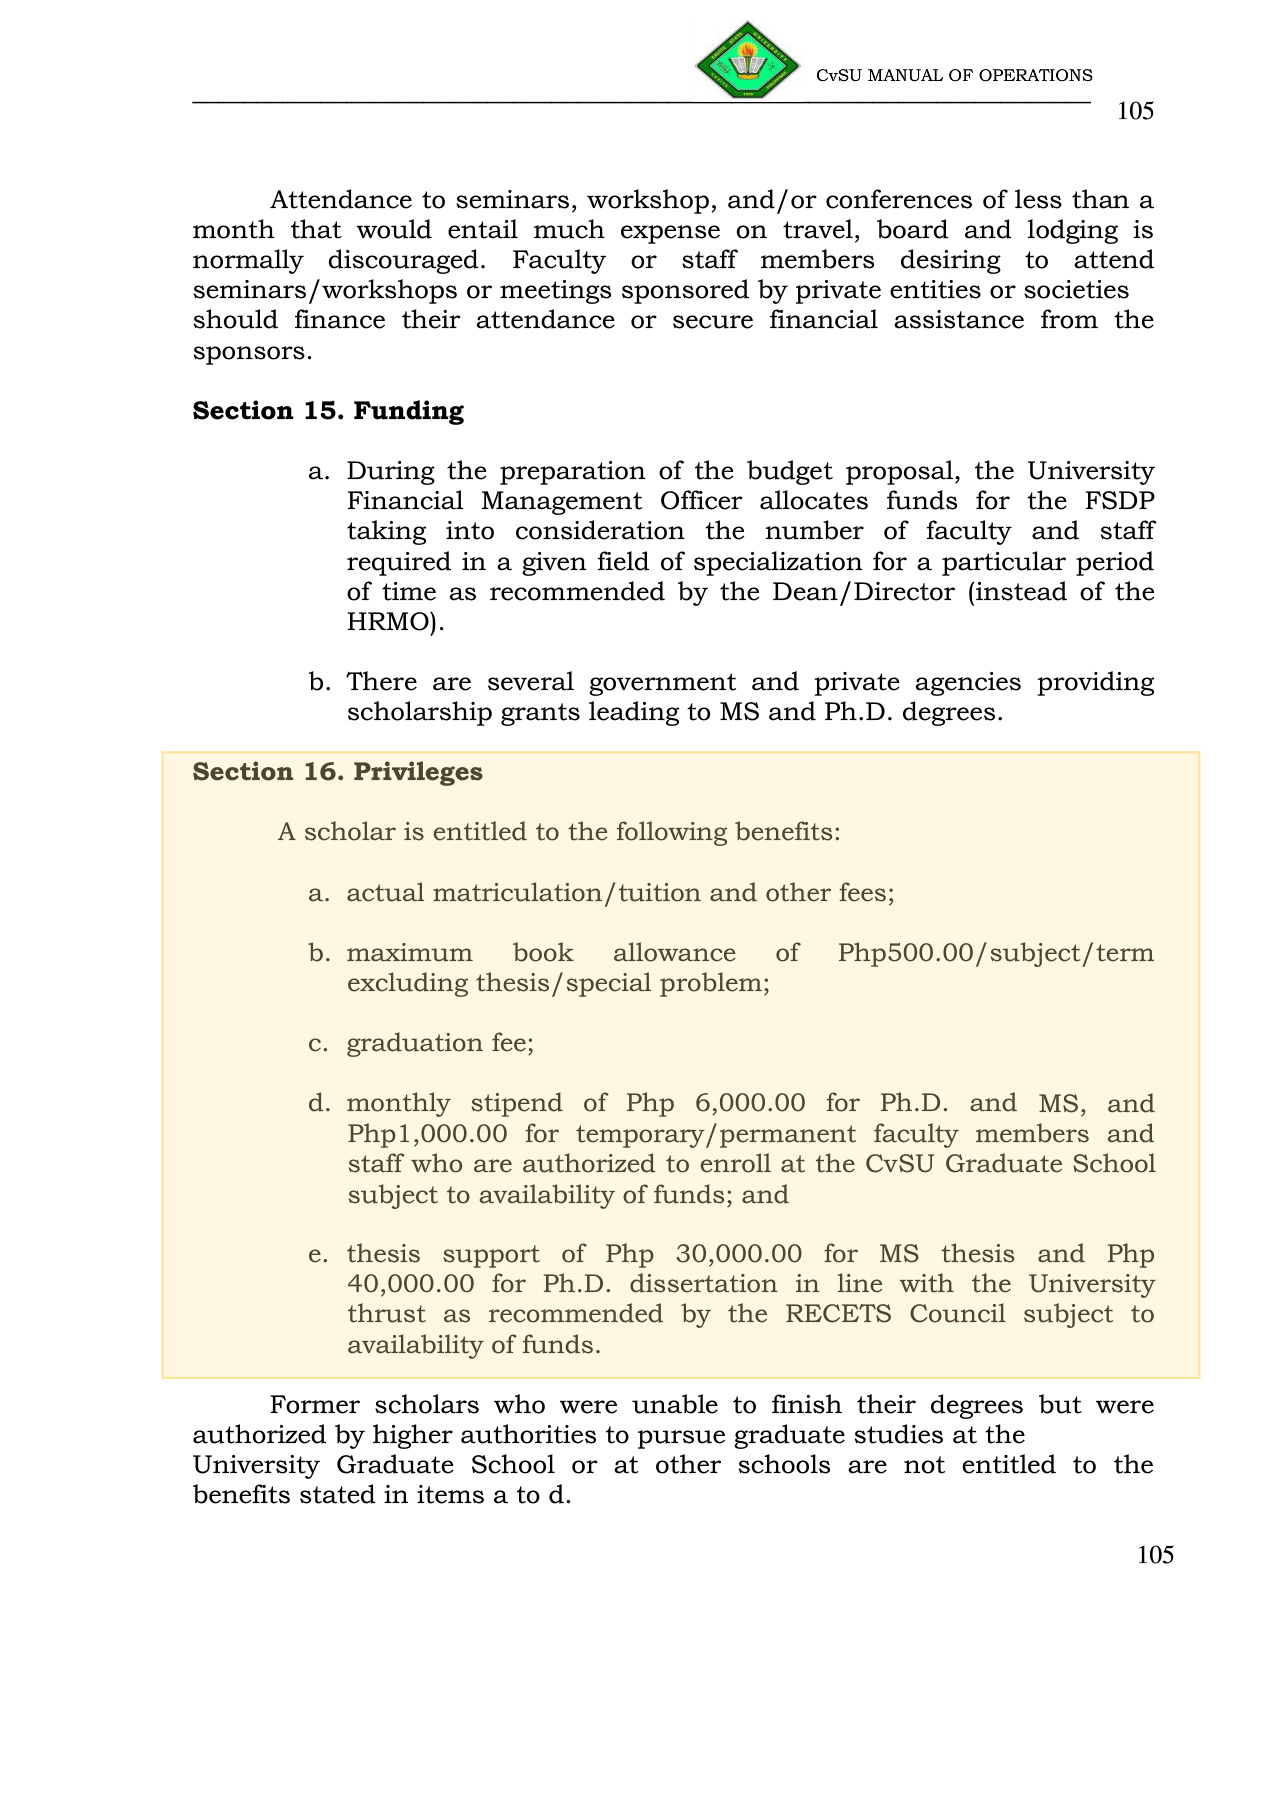 CvSU MANUAL OF OPERATIONS
105
Attendance to seminars, workshop, and/or conferences of less than a
month that would entail much expense on travel, board and lodging is
normally discouraged. Faculty or staff members desiring to attend
seminars/workshops or meetings sponsored by private entities or societies
should finance their attendance or secure financial assistance from the
sponsors.
Section 15. Funding
a. During the preparation of the budget proposal, the University
Financial Management Officer allocates funds for the FSDP
taking into consideration the number of faculty and staff
required in a given field of specialization for a particular period
of time as recommended by the Dean/Director (instead of the
HRMO).
b. There are several government and private agencies providing
scholarship grants leading to MS and Ph.D. degrees.
Section 16. Privileges
A scholar is entitled to the following benefits:
a. actual matriculation/tuition and other fees;
b. maximum book allowance of Php500.00/subject/term
excluding thesis/special problem;
c. graduation fee;
d. monthly stipend of Php 6,000.00 for Ph.D. and MS, and
Php1,000.00 for temporary/permanent faculty members and
staff who are authorized to enroll at the CvSU Graduate School
subject to availability of funds; and
e. thesis support of Php 30,000.00 for MS thesis and Php
40,000.00 for Ph.D. dissertation in line with the University
thrust as recommended by the RECETS Council subject to
availability of funds.
Former scholars who were unable to finish their degrees but were
authorized by higher authorities to pursue graduate studies at the
University Graduate School or at other schools are not entitled to the
benefits stated in items a to d.
105